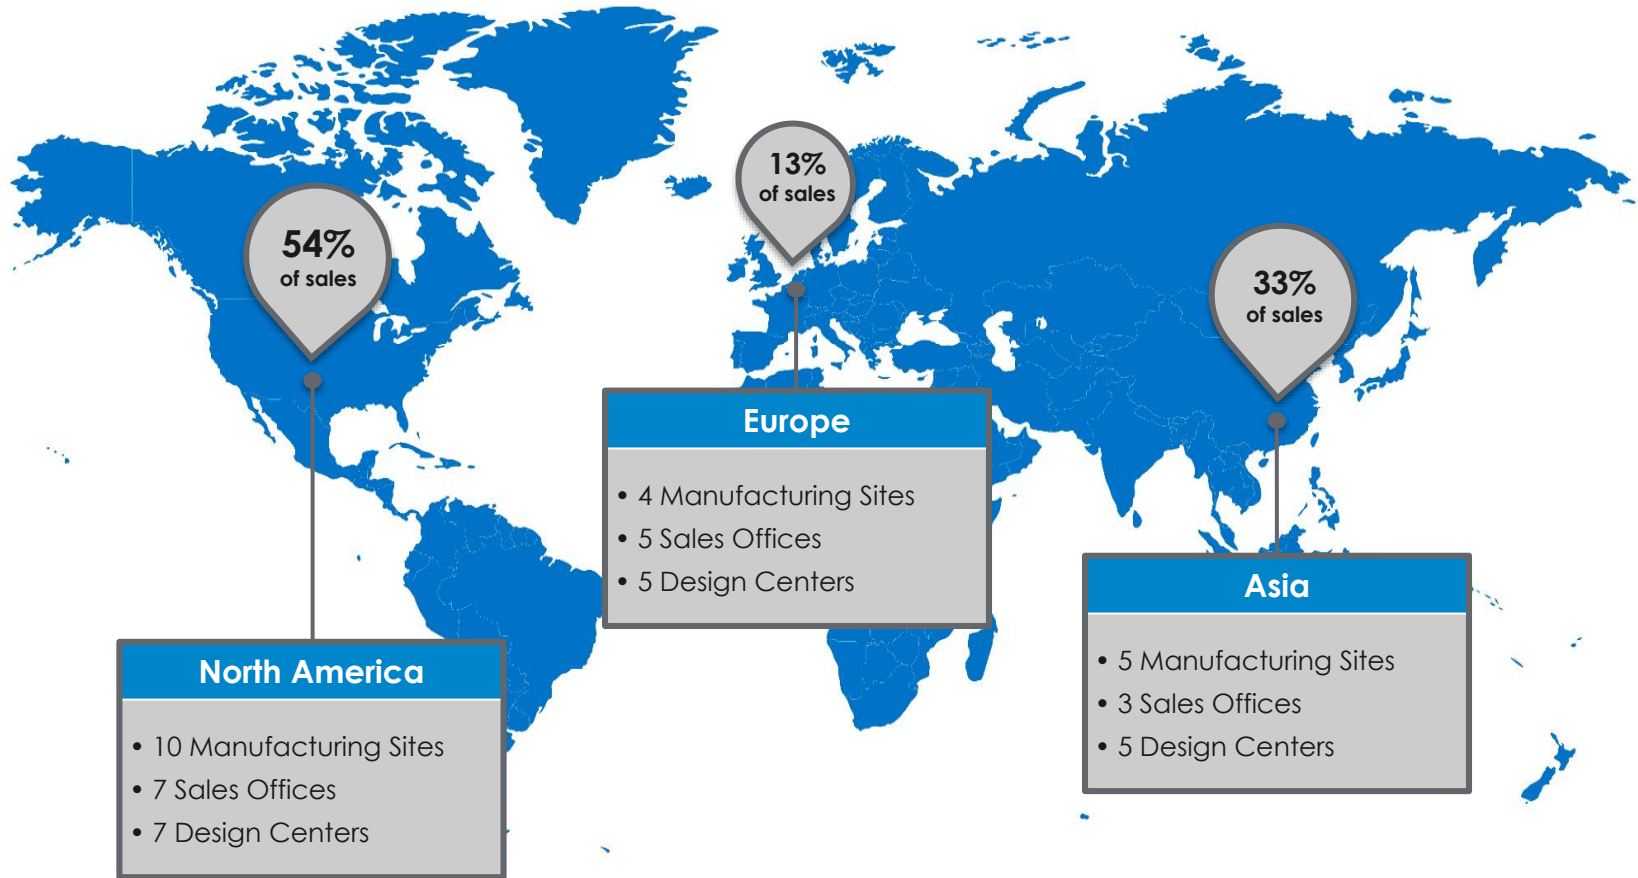 54%
of sales
13%
of sales
33%
of sales
North America
• 10 Manufacturing Sites
• 7 Sales Offices
• 7 Design Centers
Europe
• 4 Manufacturing Sites
• 5 Sales Offices
• 5 Design Centers
Asia
• 5 Manufacturing Sites
• 3 Sales Offices
• 5 Design Centers